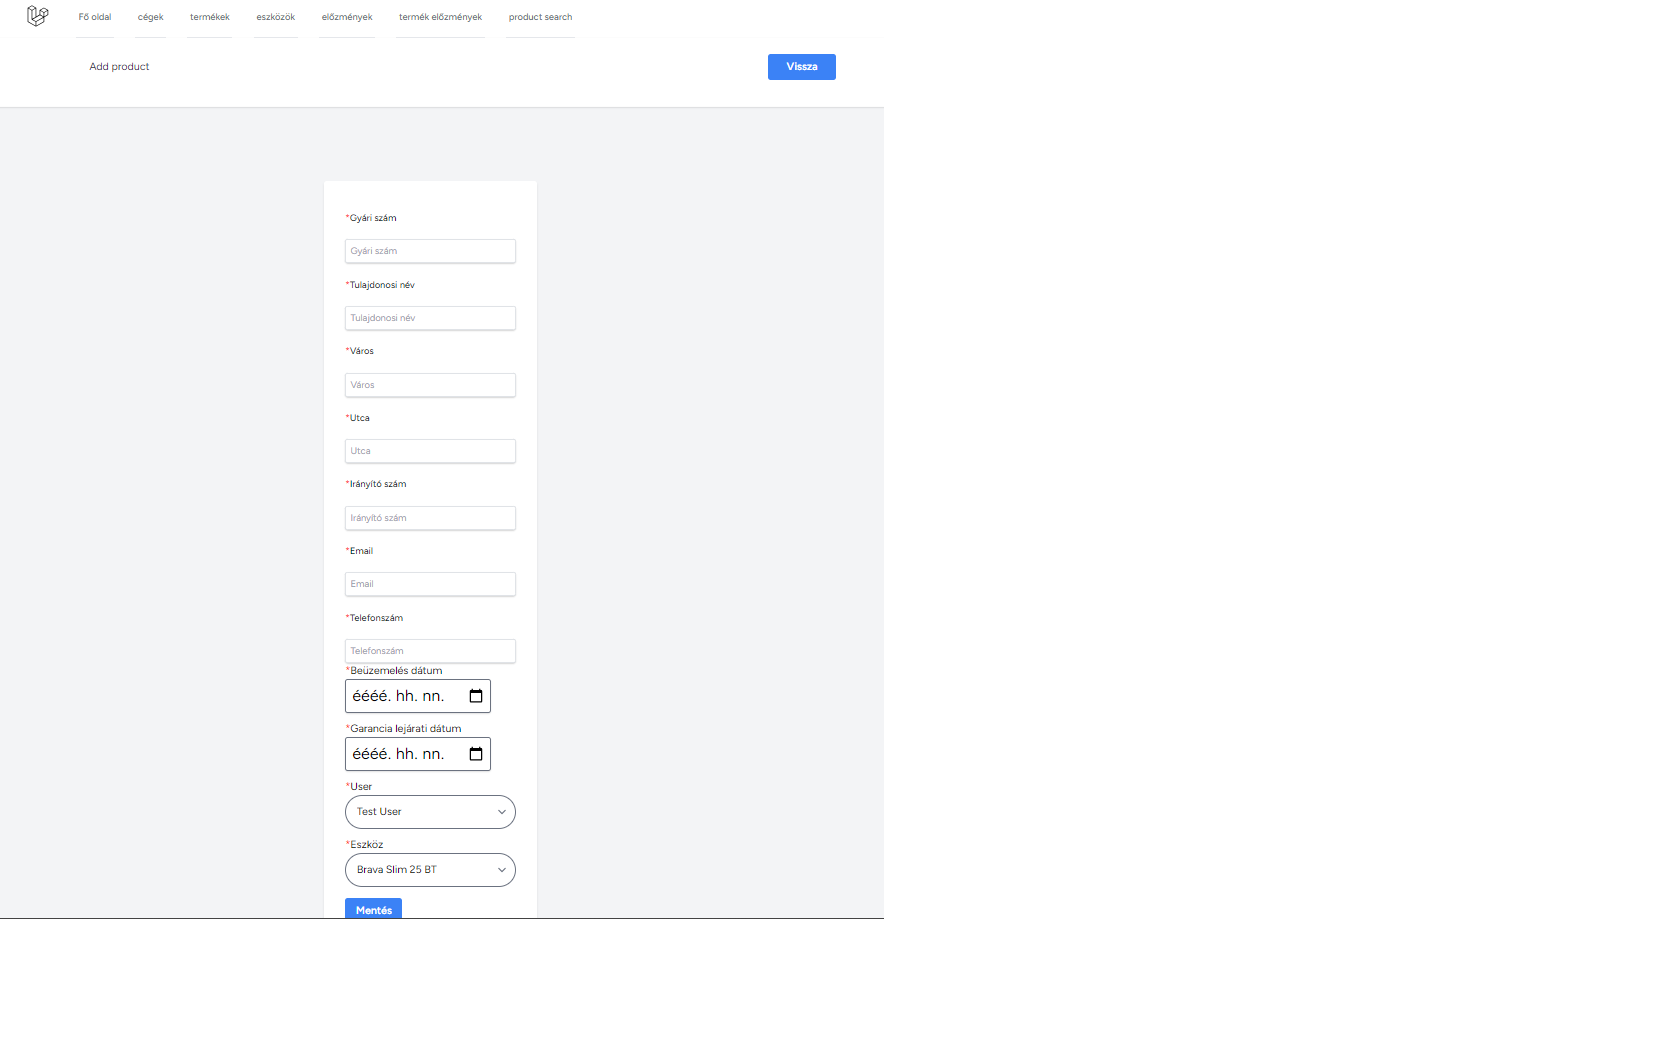 Fő oldal cégek termékek eszközök előzmények termék előzmények product search
Add product Vissza
*Gyári szám
Gyári szám
*Tulajdonosi név
Tulajdonosi név
*Város
Város
*Utca
Utca
*Irányító szám
Irányító szám
*Email
Email
*Telefonszám
Telefonszám
*Beüzemelés dátum
éééé. hh. nn.
*Garancia lejárati dátum
éééé. hh. nn.
*User
Test User
*Eszköz
Brava Slim 25 BT
Mentés